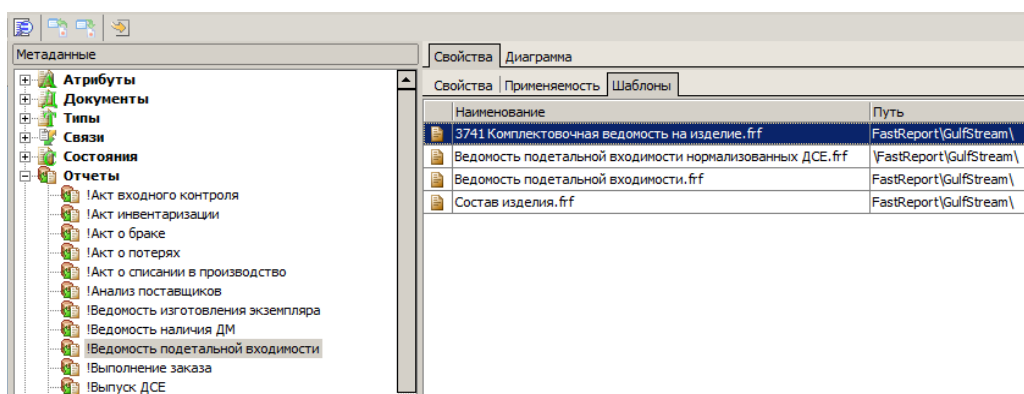 Метаданные
Атрибуты
Документы
Типы
Связи
Состояния
Отчеты
!Акт входного контроля
!Акт инвентаризации
!Акт о браке
!Акт о потерях
!Акт о списании в производство
!Анализ поставщиков
!Ведомость изготовления экземпляра
!Ведомость наличия ДМ
!Ведомость подетальной входимости
!Выполнение заказа
!Выпуск ДСЕ
Свойства Диаграмма
Свойства Применяемость Шаблоны
Наименование Путь
3741 Комплектовочная ведомость на изделие.frf FastReport\GulfStream\
Ведомость подетальной входимости нормализованных ДСЕ.frf \FastReport\GulfStream\
Ведомость подетальной входимости.frf FastReport\GulfStream\
Состав изделия.frf FastReport\GulfStream\